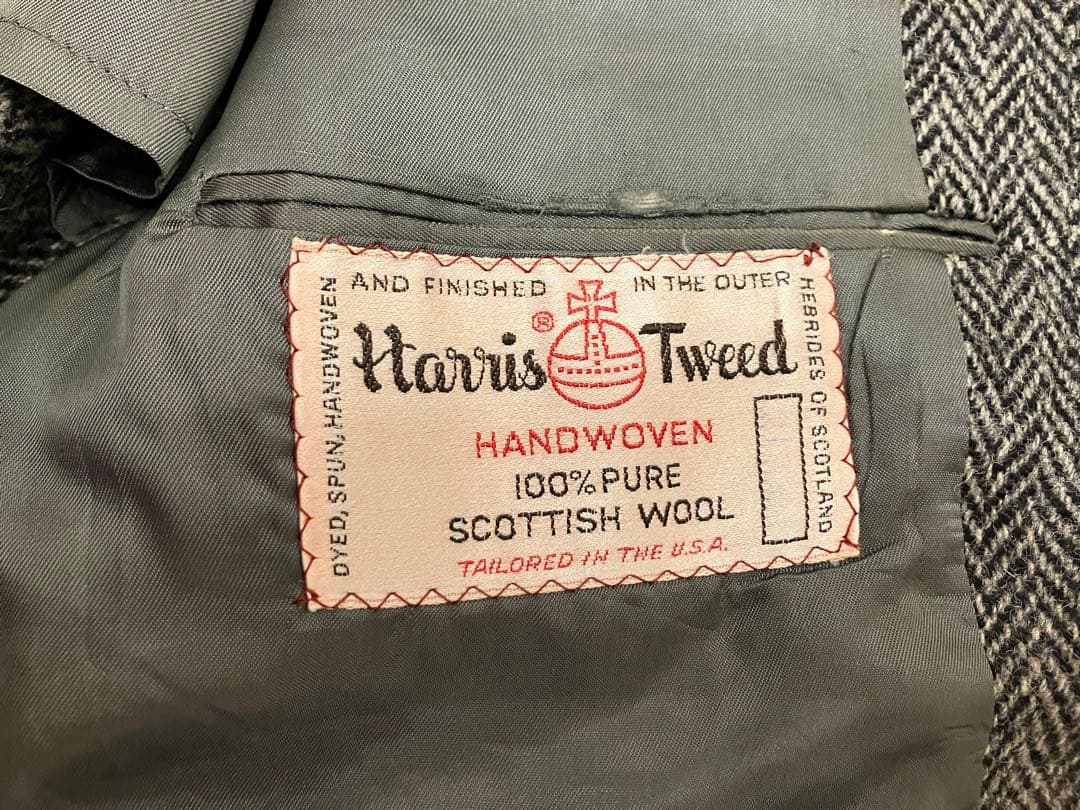 DYED, SPUN, HANDWOVEN
AND FINISHED
IN THE OUTER
HEBRIDES OF SCOTLAND
Harris ® Tweed
HANDWOVEN
100% PURE
SCOTTISH WOOL
TAILORED IN THE U.S.A.